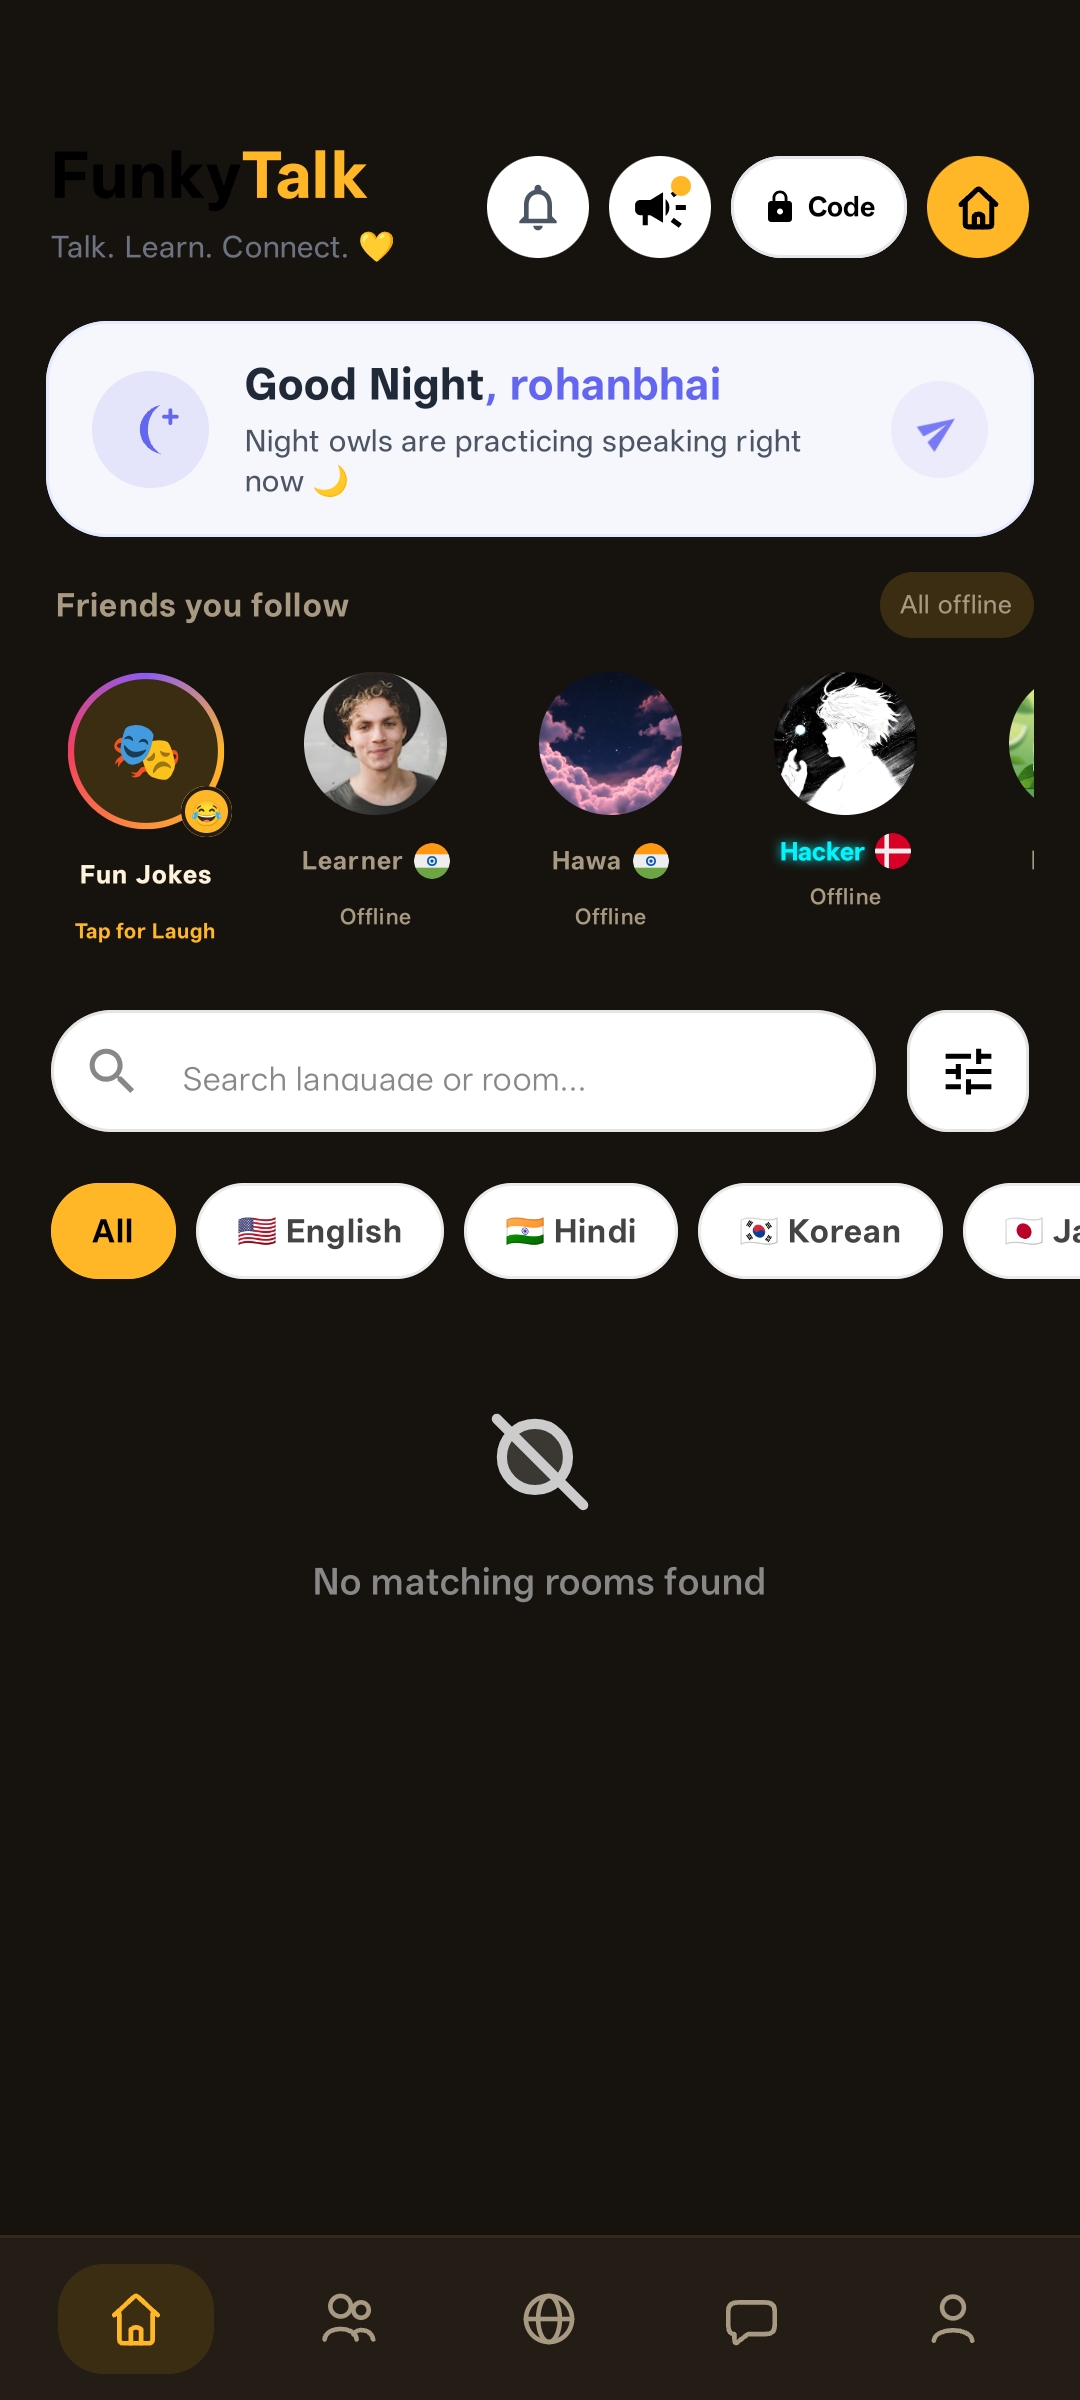 FunkyTalk
Talk. Learn. Connect. 💛
Code
Good Night, rohanbhai
Night owls are practicing speaking right
now 🌙
Friends you follow
All offline
Fun Jokes
Tap for Laugh
Learner
Offline
Hawa
Offline
Hacker
Offline
Search language or room...
All
🇺🇸 English
🇮🇳 Hindi
🇰🇷 Korean
🇯🇵 Ja
No matching rooms found